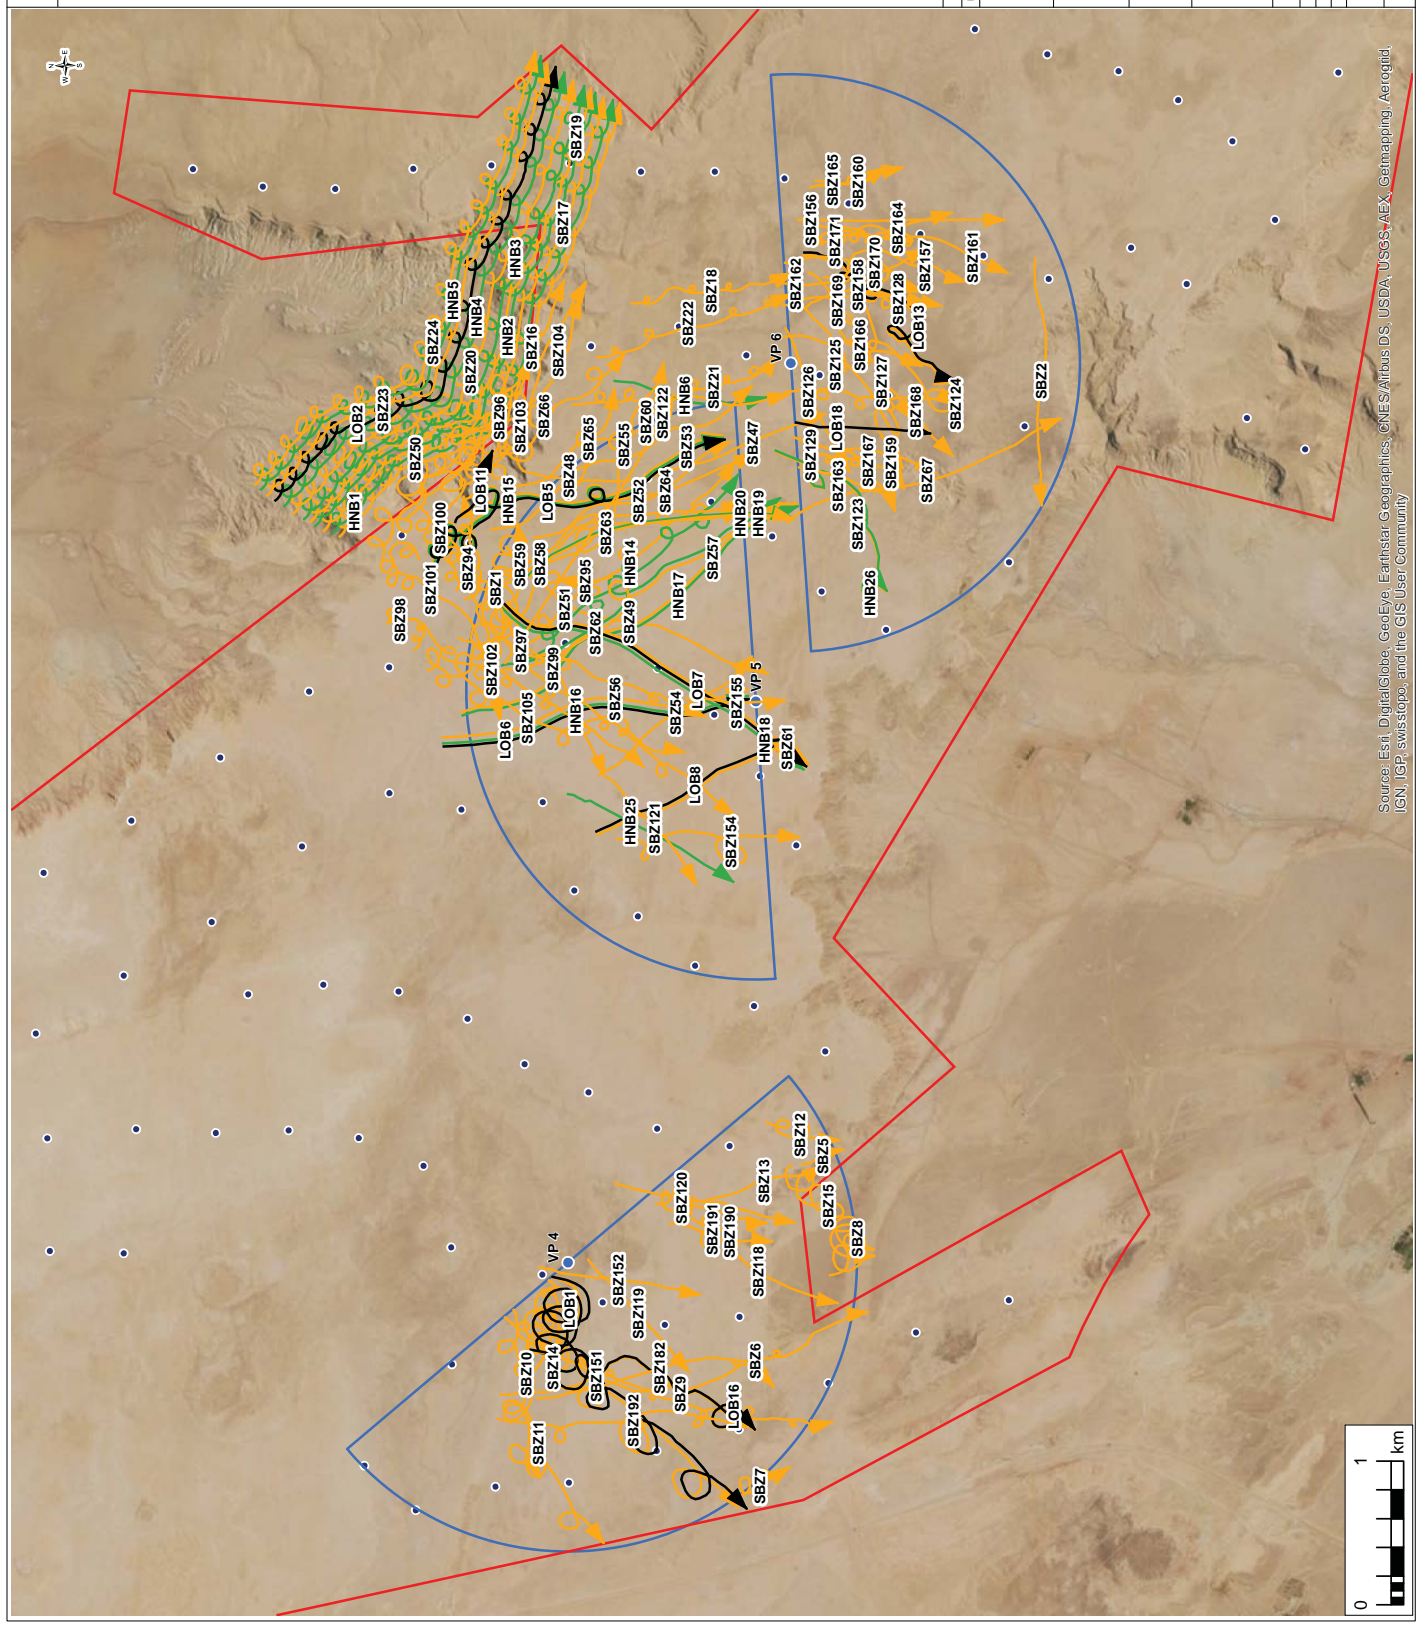 N
W E
S
SBZ19
SBZ17
SBZ165
SBZ160
SBZ156
HNB3
HNB5
SBZ171
SBZ164
SBZ170
SBZ157
SBZ161
SBZ24
HNB4
HNB2
SBZ16
SBZ104
SBZ18
SBZ22
SBZ162
SBZ169
SBZ158
SBZ128
LOB13
SBZ20
VP 6
SBZ166
SBZ125
SBZ127
SBZ2
LOB2
SBZ23
SBZ96
SBZ103
SBZ66
SBZ60
SBZ122
HNB6
SBZ21
SBZ126
SBZ168
SBZ124
SBZ50
SBZ65
SBZ55
SBZ53
SBZ47
SBZ129
LOB18
SBZ167
SBZ159
SBZ67
SBZ48
LOB11
HNB15
LOB5
SBZ52
SBZ64
SBZ163
HNB1
SBZ100
SBZ63
HNB20
HNB19
SBZ123
SBZ94
SBZ59
SBZ58
HNB14
SBZ57
SBZ101
SBZ1
SBZ95
SBZ51
HNB17
HNB26
SBZ98
SBZ62
SBZ49
SBZ97
SBZ102
SBZ99
SBZ56
LOB7
VP 5
SBZ105
HNB16
SBZ54
SBZ155
LOB6
HNB18
SBZ61
LOB8
HNB25
SBZ121
SBZ154
SBZ12
SBZ5
SBZ13
SBZ120
SBZ15
SBZ191
SBZ190
SBZ8
VP 4
SBZ118
SBZ152
LOB1
SBZ119
SBZ10
SBZ14
SBZ151
SBZ182
SBZ9
SBZ6
LOB16
SBZ192
SBZ11
SBZ7
0 1
km
Source: Esri, DigitalGlobe, GeoEye, Earthstar Geographics, CNES/Airbus DS, USDA, USGS, AEX, Getmapping, Aerogrid,
IGN, IGP, swisstopo, and the GIS User Community